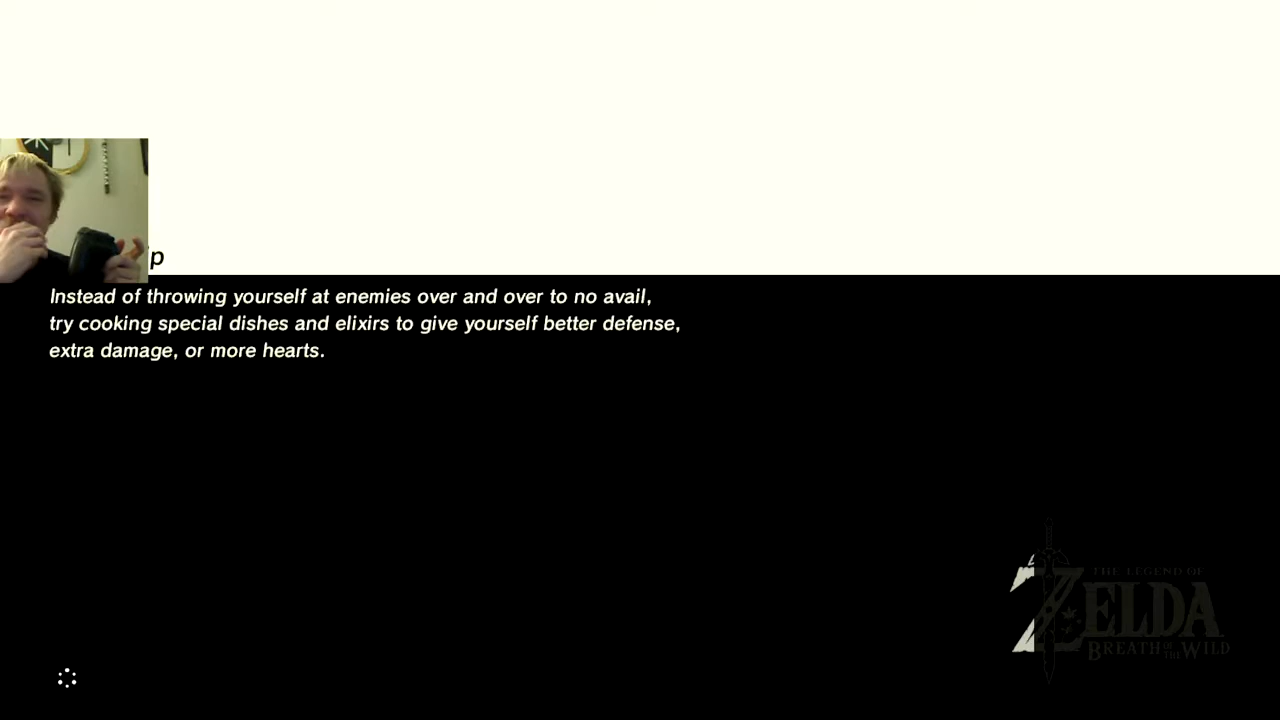 ip
Instead of throwing yourself at enemies over and over to no avail,
try cooking special dishes and elixirs to give yourself better defense,
extra damage, or more hearts.
THE LEGEND OF
ZELDA
BREATH OF THE WILD